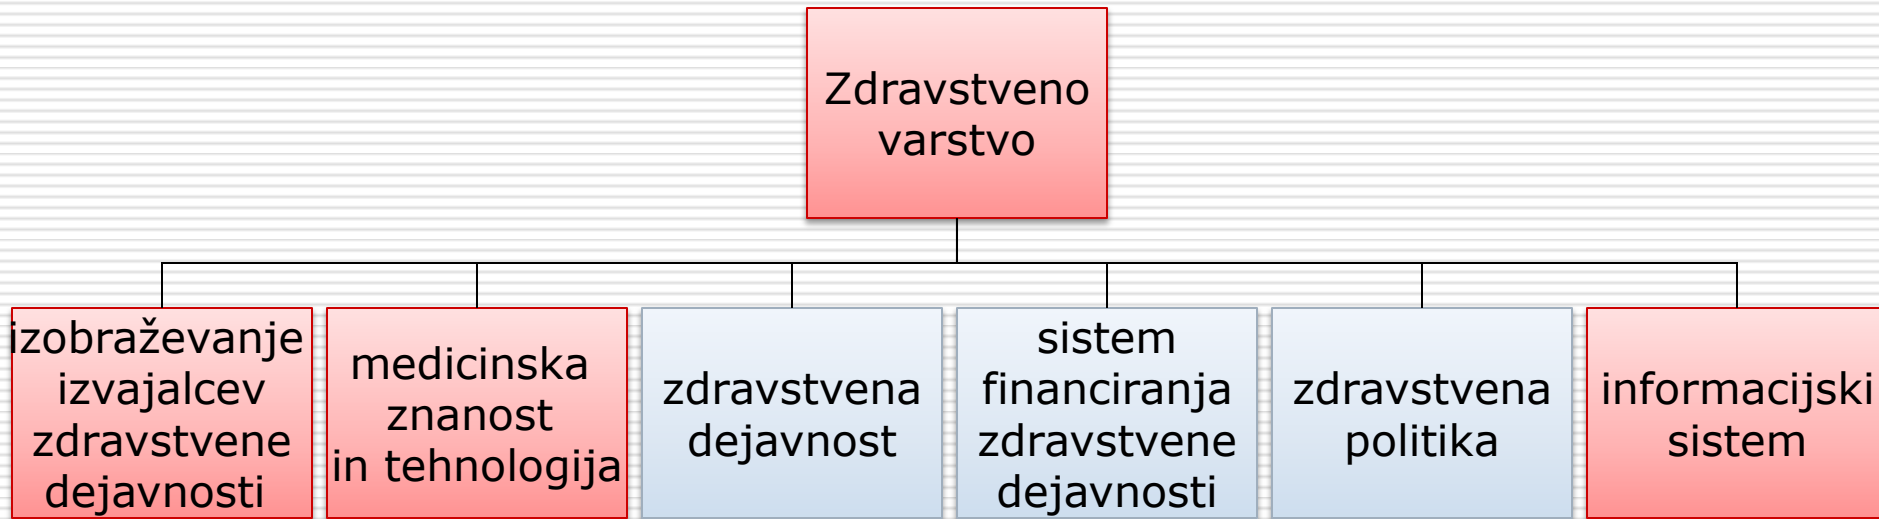 Zdravstveno
varstvo
izobraževanje
izvajalcev
zdravstvene
dejavnosti
medicinska
znanost
in tehnologija
zdravstvena
dejavnost
sistem
financiranja
zdravstvene
dejavnosti
zdravstvena
politika
informacijski
sistem